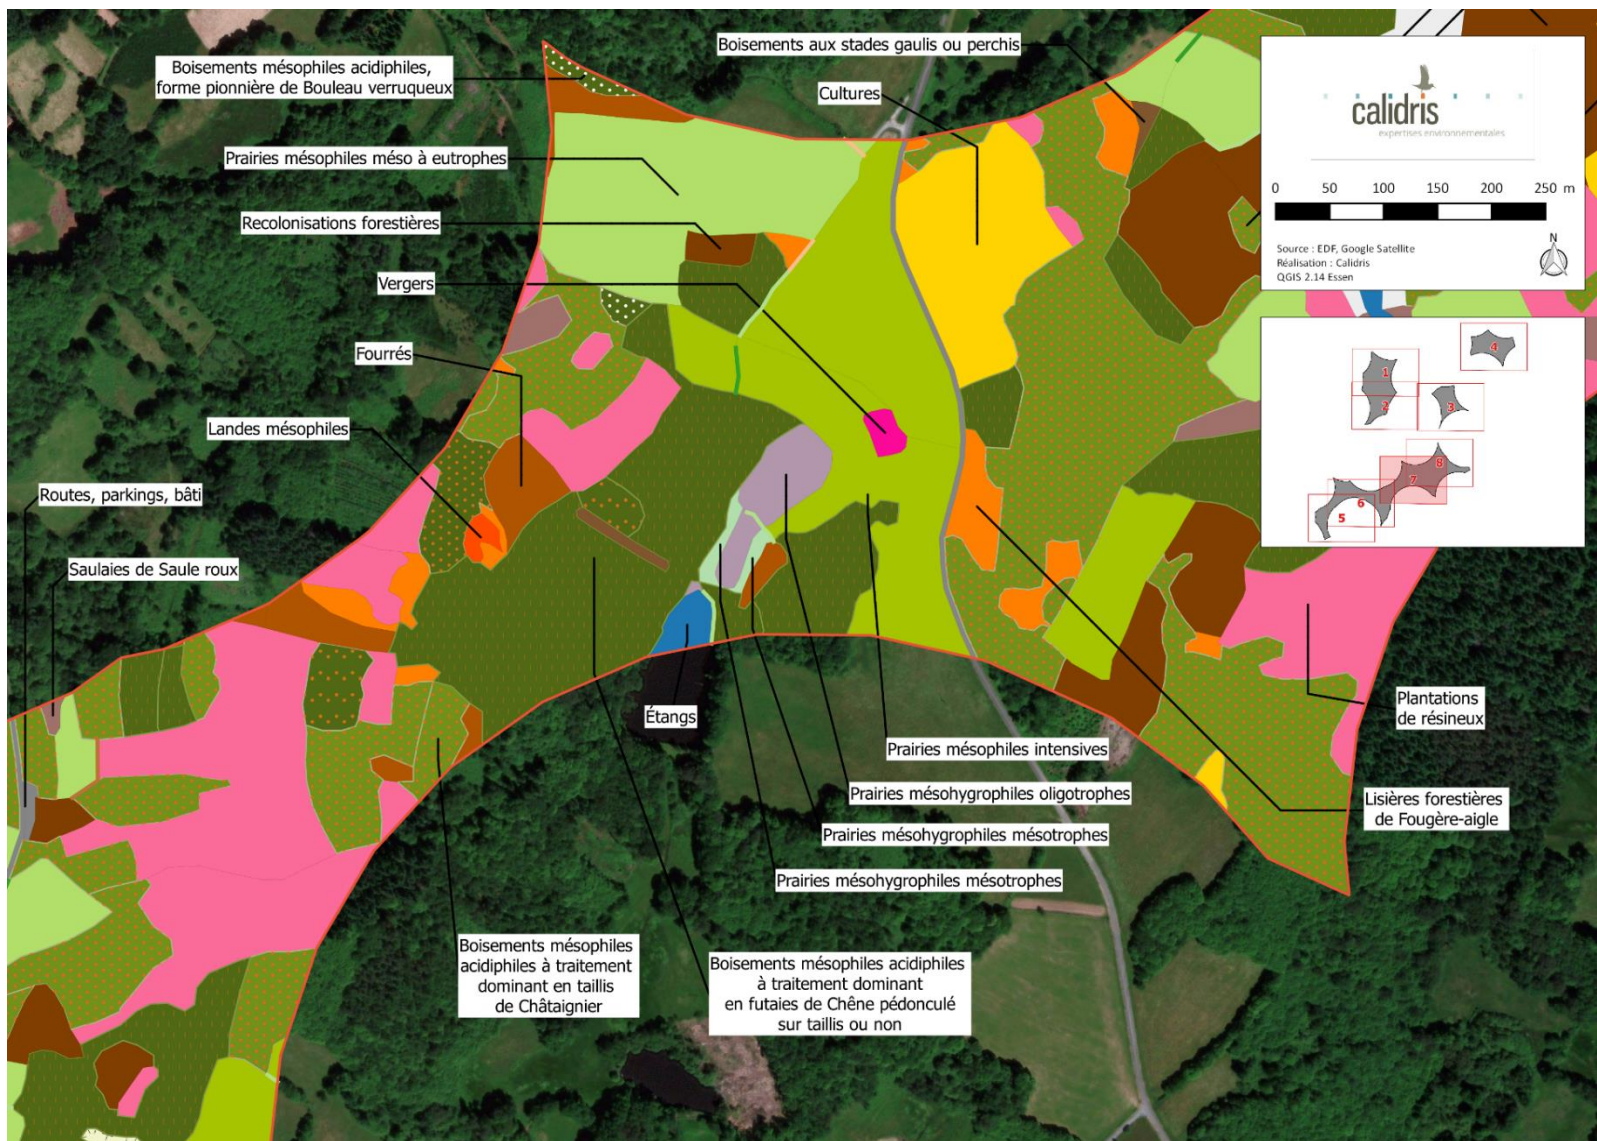 Boisements aux stades gaulis ou perchis
Boisements mésophiles acidiphiles,
forme pionnière de Bouleau verruqueux
Cultures
Prairies mésophiles méso à eutrophes
Recolonisations forestières
Vergers
Fourrés
Landes mésophiles
Routes, parkings, bâti
Saulaies de Saule roux
Étangs
Prairies mésophiles intensives
Prairies mésohygrophiles oligotrophes
Prairies mésohygrophiles mésotrophes
Prairies mésohygrophiles mésotrophes
Plantations
de résineux
Lisières forestières
de Fougère-aigle
Boisements mésophiles
acidiphiles à traitement
dominant en taillis
de Châtaignier
Boisements mésophiles acidiphiles
à traitement dominant
en futaies de Chêne pédonculé
sur taillis ou non
calidris
expertises environnementales
0 50 100 150 200 250 m
Source : EDF, Google Satellite
Réalisation : Calidris
QGIS 2.14 Essen
N
4
1
2
3
8
7
6
5